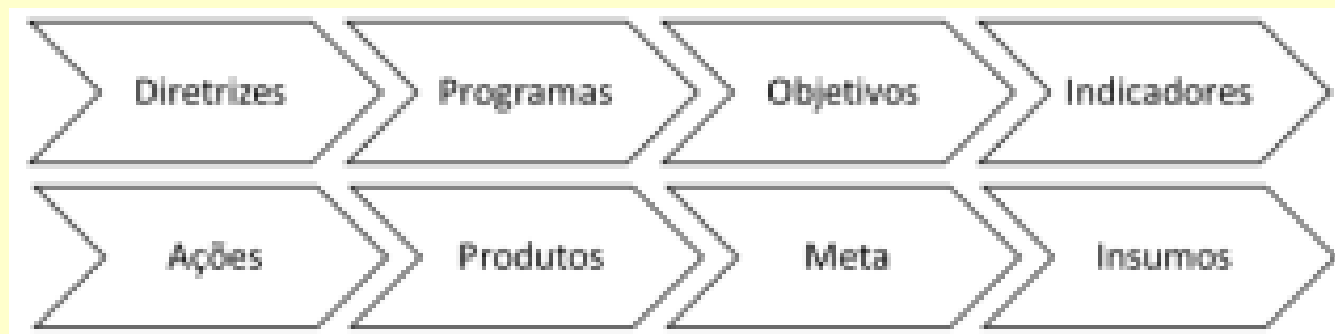 Diretrizes Programas Objetivos Indicadores
Ações Produtos Meta Insumos